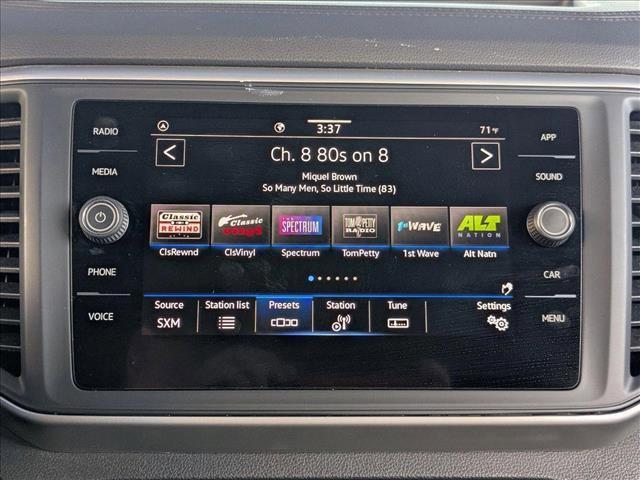 RADIO
MEDIA
PHONE
VOICE
3:37
71°F
Ch. 8 80s on 8
Miquel Brown
So Many Men, So Little Time (83)
Classic REWIND
Classic vinyl
THE SPECTRUM
TOM PETTY RADIO
1st WAVE
ALT NATION
ClsRewnd
ClsVinyl
Spectrum
TomPetty
1st Wave
Alt Natn
Source
Station list
Presets
Station
Tune
Settings
SXM
APP
SOUND
CAR
MENU